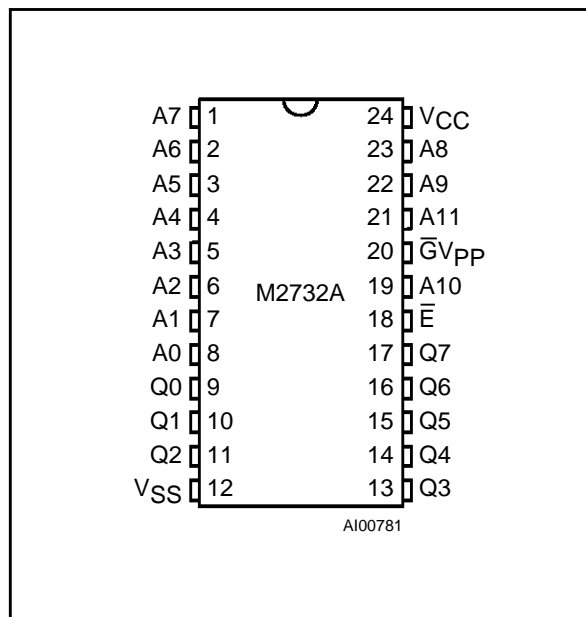 A7 1 24 VCC
A6 2 23 A8
A5 3 22 A9
A4 4 21 A11
A3 5 20 G̅VPP
A2 6 19 A10
M2732A
A1 7 18 E̅
A0 8 17 Q7
Q0 9 16 Q6
Q1 10 15 Q5
Q2 11 14 Q4
VSS 12 13 Q3
AI00781